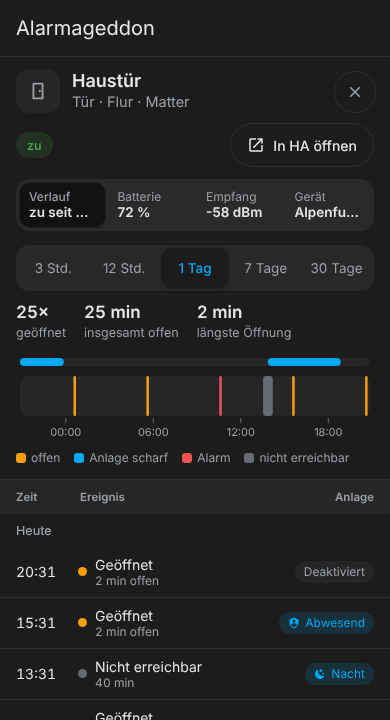 Alarmageddon
Haustür
Tür · Flur · Matter
zu
In HA öffnen
Verlauf
zu seit ...
Batterie
72 %
Empfang
-58 dBm
Gerät
Alpenfu...
3 Std.
12 Std.
1 Tag
7 Tage
30 Tage
25×
geöffnet
25 min
insgesamt offen
2 min
längste Öffnung
00:00
06:00
12:00
18:00
offen
Anlage scharf
Alarm
nicht erreichbar
Zeit
Ereignis
Anlage
Heute
20:31
Geöffnet
2 min offen
Deaktiviert
15:31
Geöffnet
2 min offen
Abwesend
13:31
Nicht erreichbar
40 min
Nacht
Geöffnet